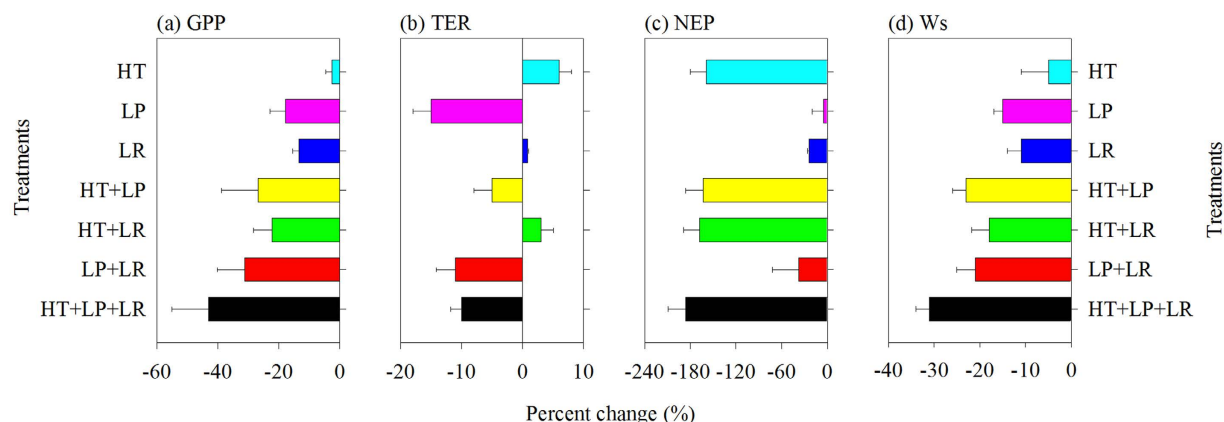 (a) GPP
(b) TER
(c) NEP
(d) Ws
Treatments
HT
LP
LR
HT+LP
HT+LR
LP+LR
HT+LP+LR
HT
LP
LR
HT+LP
HT+LR
LP+LR
HT+LP+LR
Treatments
-60 -40 -20 0
-20 -10 0 10
-240 -180 -120 -60 0
-40 -30 -20 -10 0
Percent change (%)